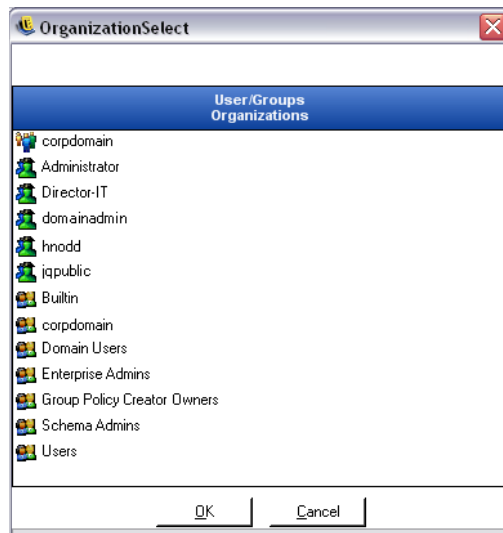 OrganizationSelect
User/Groups
Organizations
corpdomain
Administrator
Director-IT
domainadmin
hnodd
jqpublic
Builtin
corpdomain
Domain Users
Enterprise Admins
Group Policy Creator Owners
Schema Admins
Users
OK Cancel